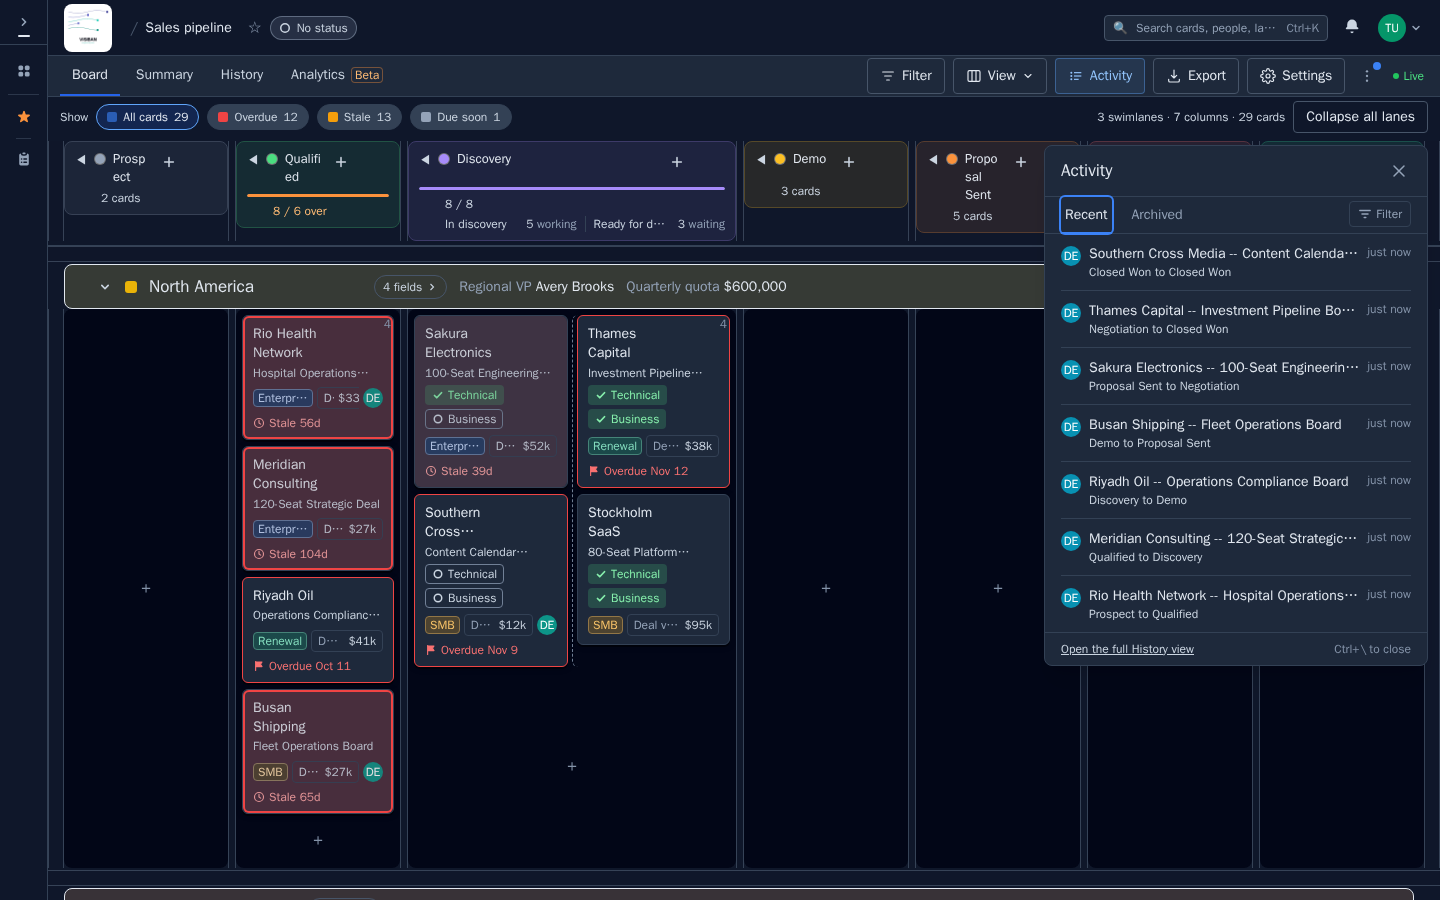 VISBAN
/ Sales pipeline
No status
Search cards, people, la··· Ctrl+K
TU
Board
Summary
History
Analytics Beta
Filter
View
Activity
Export
Settings
Live
Show
All cards 29
Overdue 12
Stale 13
Due soon 1
3 swimlanes · 7 columns · 29 cards
Collapse all lanes
Prosp
ect
2 cards
Qualifi
ed
8 / 6 over
Discovery
8 / 8
In discovery 5 working
Ready for d··· 3 waiting
Demo
3 cards
Propo
sal
Sent
5 cards
North America
4 fields
Regional VP Avery Brooks
Quarterly quota $600,000
4
Rio Health
Network
Hospital Operations···
Enterpr··· D· $33 DE
Stale 56d
Meridian
Consulting
120-Seat Strategic Deal
Enterpr··· D··· $27k
Stale 104d
Riyadh Oil
Operations Complianc···
Renewal D··· $41k
Overdue Oct 11
Busan
Shipping
Fleet Operations Board
SMB D··· $27k DE
Stale 65d
Sakura
Electronics
100-Seat Engineering···
Technical
Business
Enterpr··· D··· $52k
Stale 39d
Southern
Cross···
Content Calendar···
Technical
Business
SMB D··· $12k DE
Overdue Nov 9
4
Thames
Capital
Investment Pipeline···
Technical
Business
Renewal De··· $38k
Overdue Nov 12
Stockholm
SaaS
80-Seat Platform···
Technical
Business
SMB Deal v··· $95k
Activity
Recent
Archived
Filter
DE Southern Cross Media -- Content Calenda··· just now
Closed Won to Closed Won
DE Thames Capital -- Investment Pipeline Bo··· just now
Negotiation to Closed Won
DE Sakura Electronics -- 100-Seat Engineerin··· just now
Proposal Sent to Negotiation
DE Busan Shipping -- Fleet Operations Board just now
Demo to Proposal Sent
DE Riyadh Oil -- Operations Compliance Board just now
Discovery to Demo
DE Meridian Consulting -- 120-Seat Strategic··· just now
Qualified to Discovery
DE Rio Health Network -- Hospital Operations··· just now
Prospect to Qualified
Open the full History view
Ctrl+\ to close